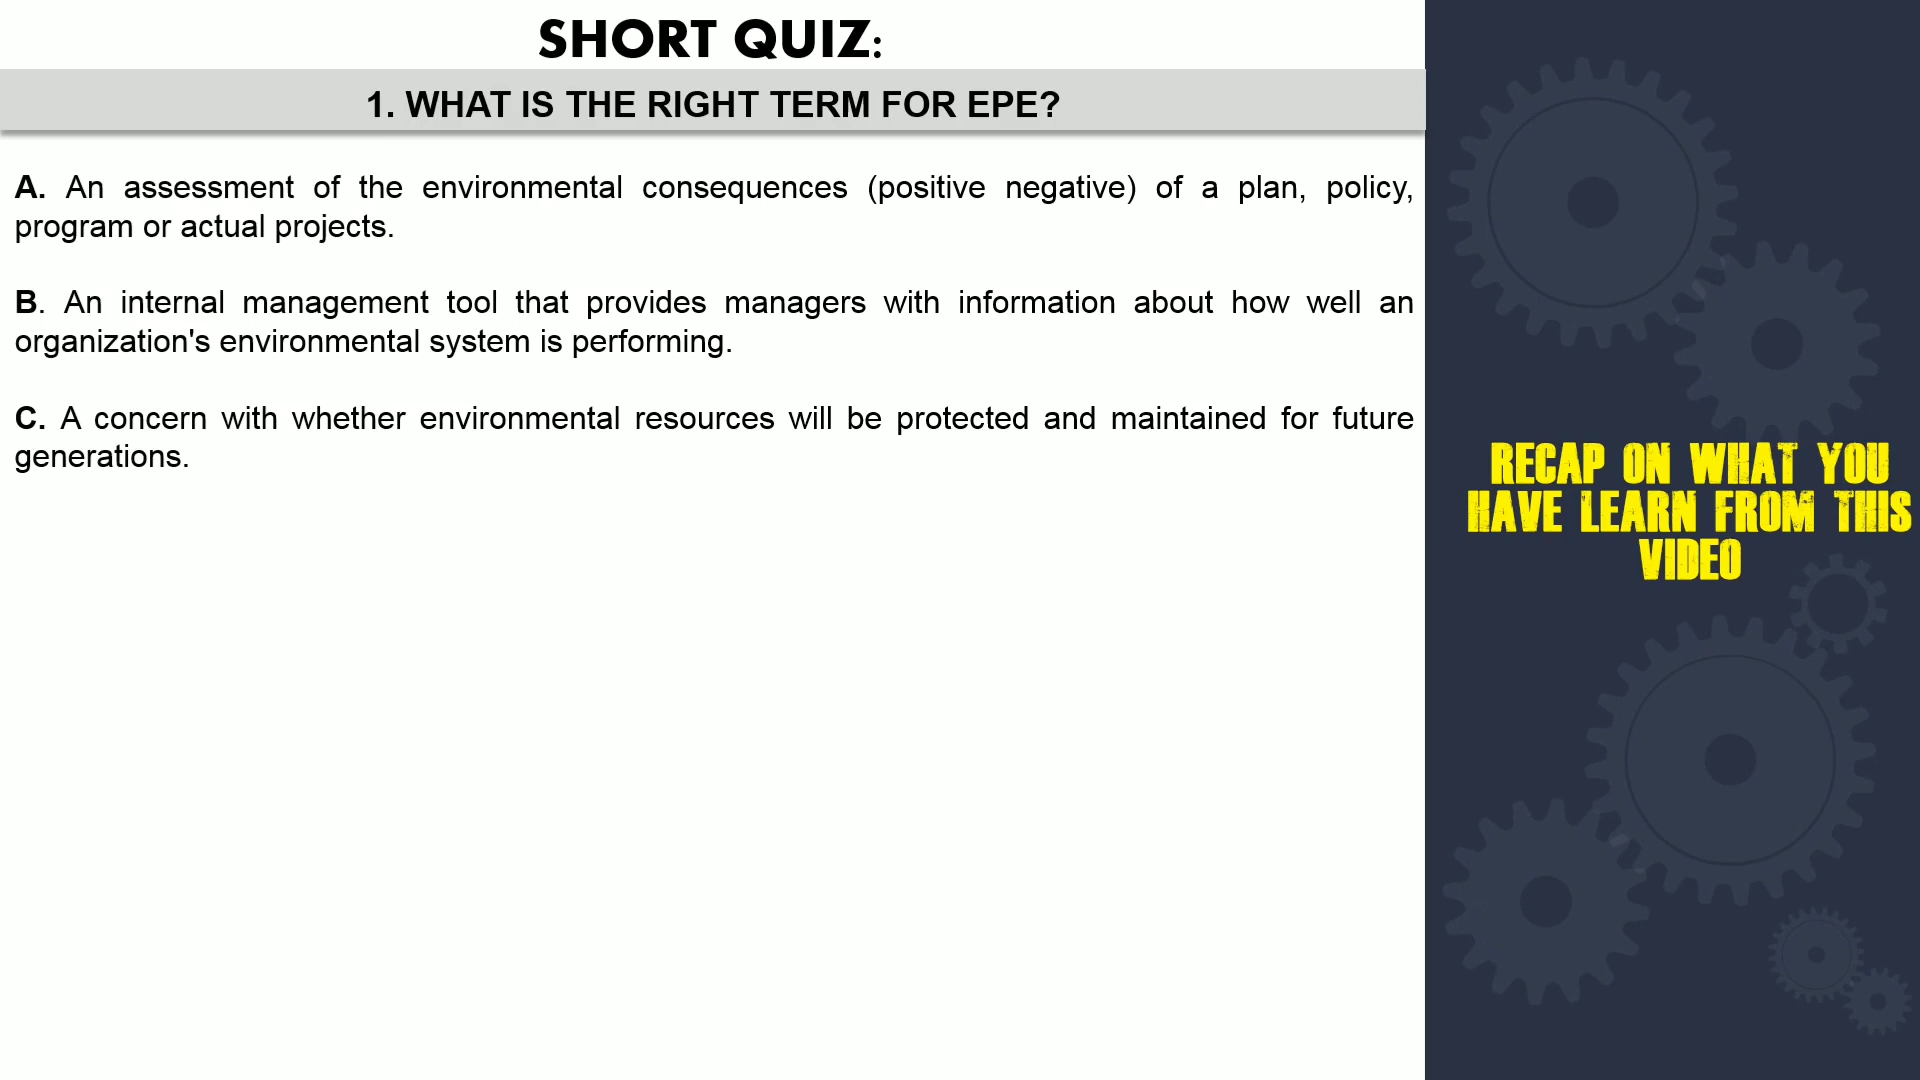 SHORT QUIZ:
1. WHAT IS THE RIGHT TERM FOR EPE?
A. An assessment of the environmental consequences (positive negative) of a plan, policy,
program or actual projects.
B. An internal management tool that provides managers with information about how well an
organization's environmental system is performing.
C. A concern with whether environmental resources will be protected and maintained for future
generations.
RECAP ON WHAT YOU
HAVE LEARN FROM THIS
VIDEO